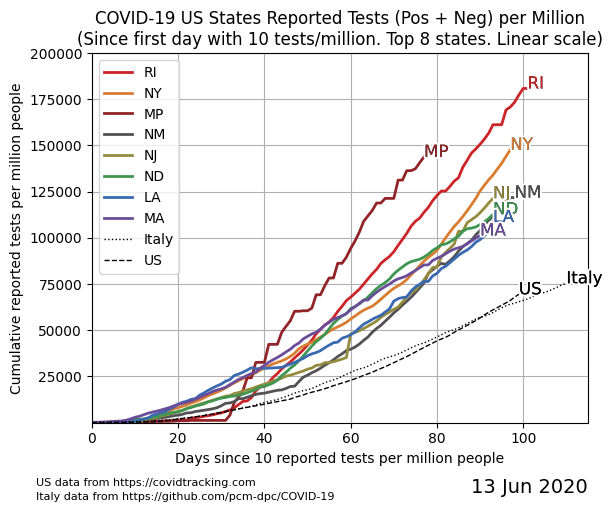 COVID-19 US States Reported Tests (Pos + Neg) per Million
(Since first day with 10 tests/million. Top 8 states. Linear scale)
Cumulative reported tests per million people
200000
175000
150000
125000
100000
75000
50000
25000
RI
NY
MP
NM
NJ
ND
LA
MA
Italy
US
RI
MP
NY
NJ
NM
ND
LA
MA
Italy
US
0
20
40
60
80
100
Days since 10 reported tests per million people
US data from https://covidtracking.com
Italy data from https://github.com/pcm-dpc/COVID-19
13 Jun 2020